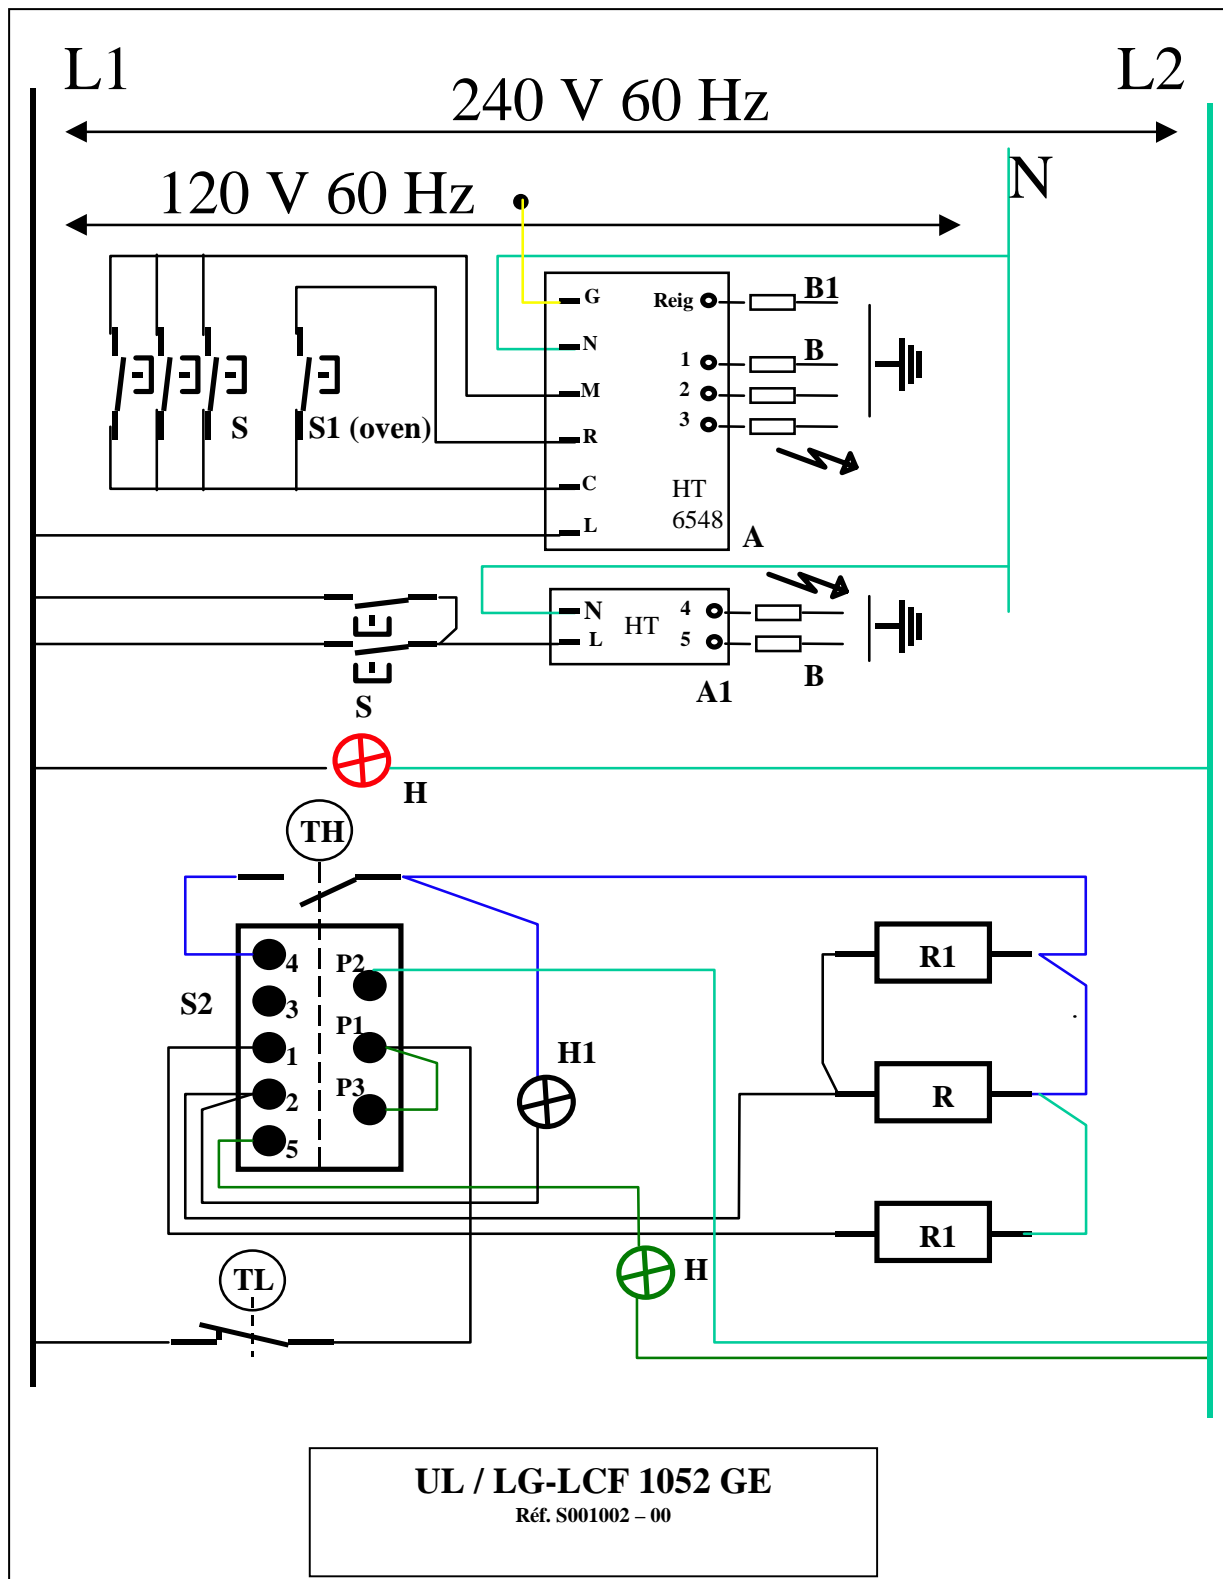 L1
L2
240 V 60 Hz
N
120 V 60 Hz
G
Reig
B1
N
1
B
M
2
3
S
S1 (oven)
R
C
HT
6548
L
A
N
HT
4
L
5
A1
B
S
H
TH
4
P2
R1
S2
3
P1
1
H1
2
P3
R
5
R1
TL
H
UL / LG-LCF 1052 GE
Réf. S001002 – 00